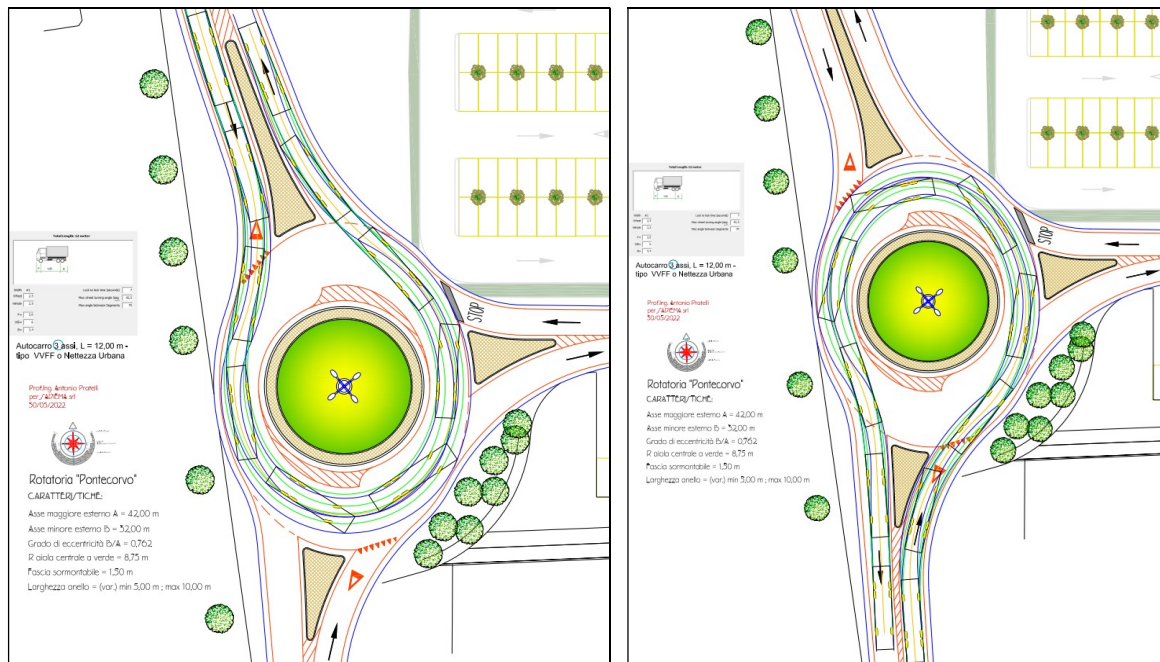 Total Length: 12 meter
Autocarro 3 assi, L = 12,00 m -
tipo VVFF o Nettezza Urbana
Prof.Ing. Antonio Pratelli
per SAPEMA srl
30/05/2022
Rotatoria "Pontecorvo"
CARATTERISTICHE:
Asse maggiore esterno A = 42,00 m
Asse minore esterno B = 32,00 m
Grado di eccentricità B/A = 0,762
R aiola centrale a verde = 8,75 m
Fascia sormontabile = 1,50 m
Larghezza anello = (var.) min 5,00 m ; max 10,00 m
STOP
Autocarro 3 assi, L = 12,00 m -
tipo VVFF o Nettezza Urbana
Prof.Ing. Antonio Pratelli
30/05/2022
Rotatoria "Pontecorvo"
CARATTERISTICHE:
Asse maggiore esterno A = 42,00 m
Asse minore esterno B = 32,00 m
Grado di eccentricità B/A = 0,762
R aiola centrale a verde = 8,75 m
Fascia sormontabile = 1,50 m
Larghezza anello = (var.) min 5,00 m ; max 10,00 m
STOP